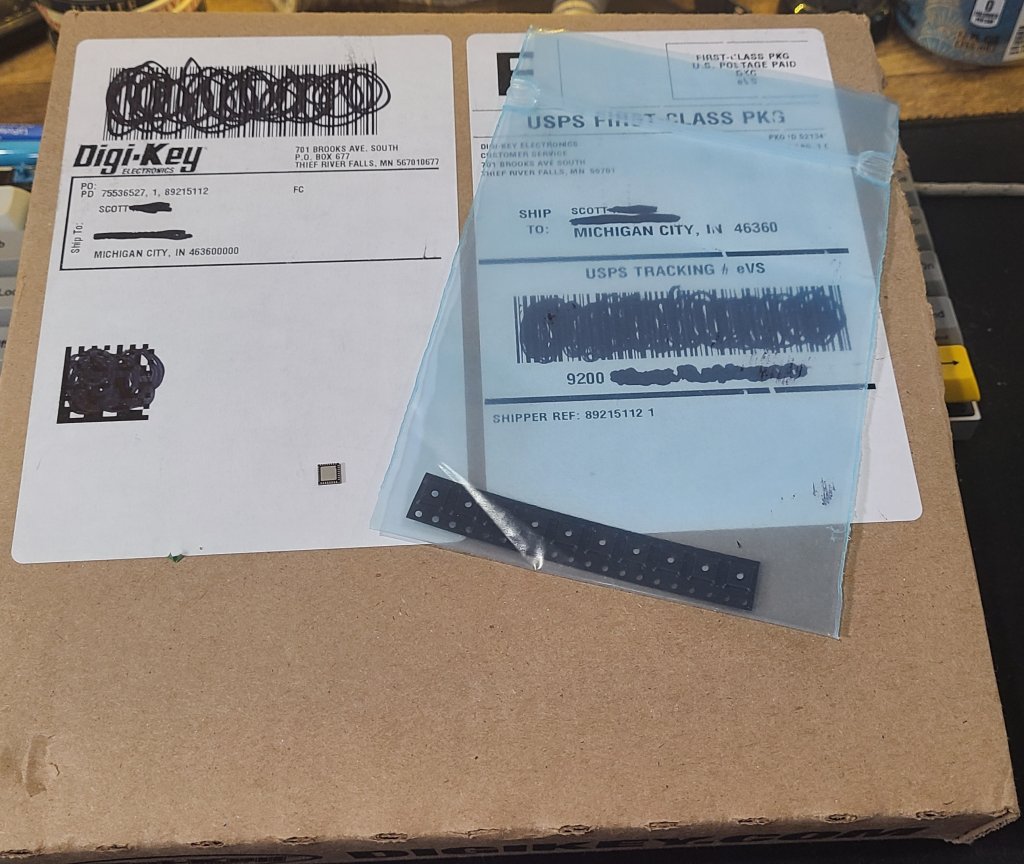 Digi-Key
ELECTRONICS
701 BROOKS AVE. SOUTH
P.O. BOX 677
THIEF RIVER FALLS, MN 567010677
PO:
PD 75536527, 1, 89215112
FC
Ship To:
SCOTT
MICHIGAN CITY, IN 463600000
FIRST-CLASS PKG
U.S. POSTAGE PAID
eVS
USPS FIRST-CLASS PKG
DIGI-KEY ELECTRONICS
CUSTOMER SERVICE
701 BROOKS AVE SOUTH
THIEF RIVER FALLS, MN 56701
SHIP
TO:
SCOTT
MICHIGAN CITY, IN 46360
USPS TRACKING # eVS
9200
SHIPPER REF: 89215112 1
DIGIKEY.COM